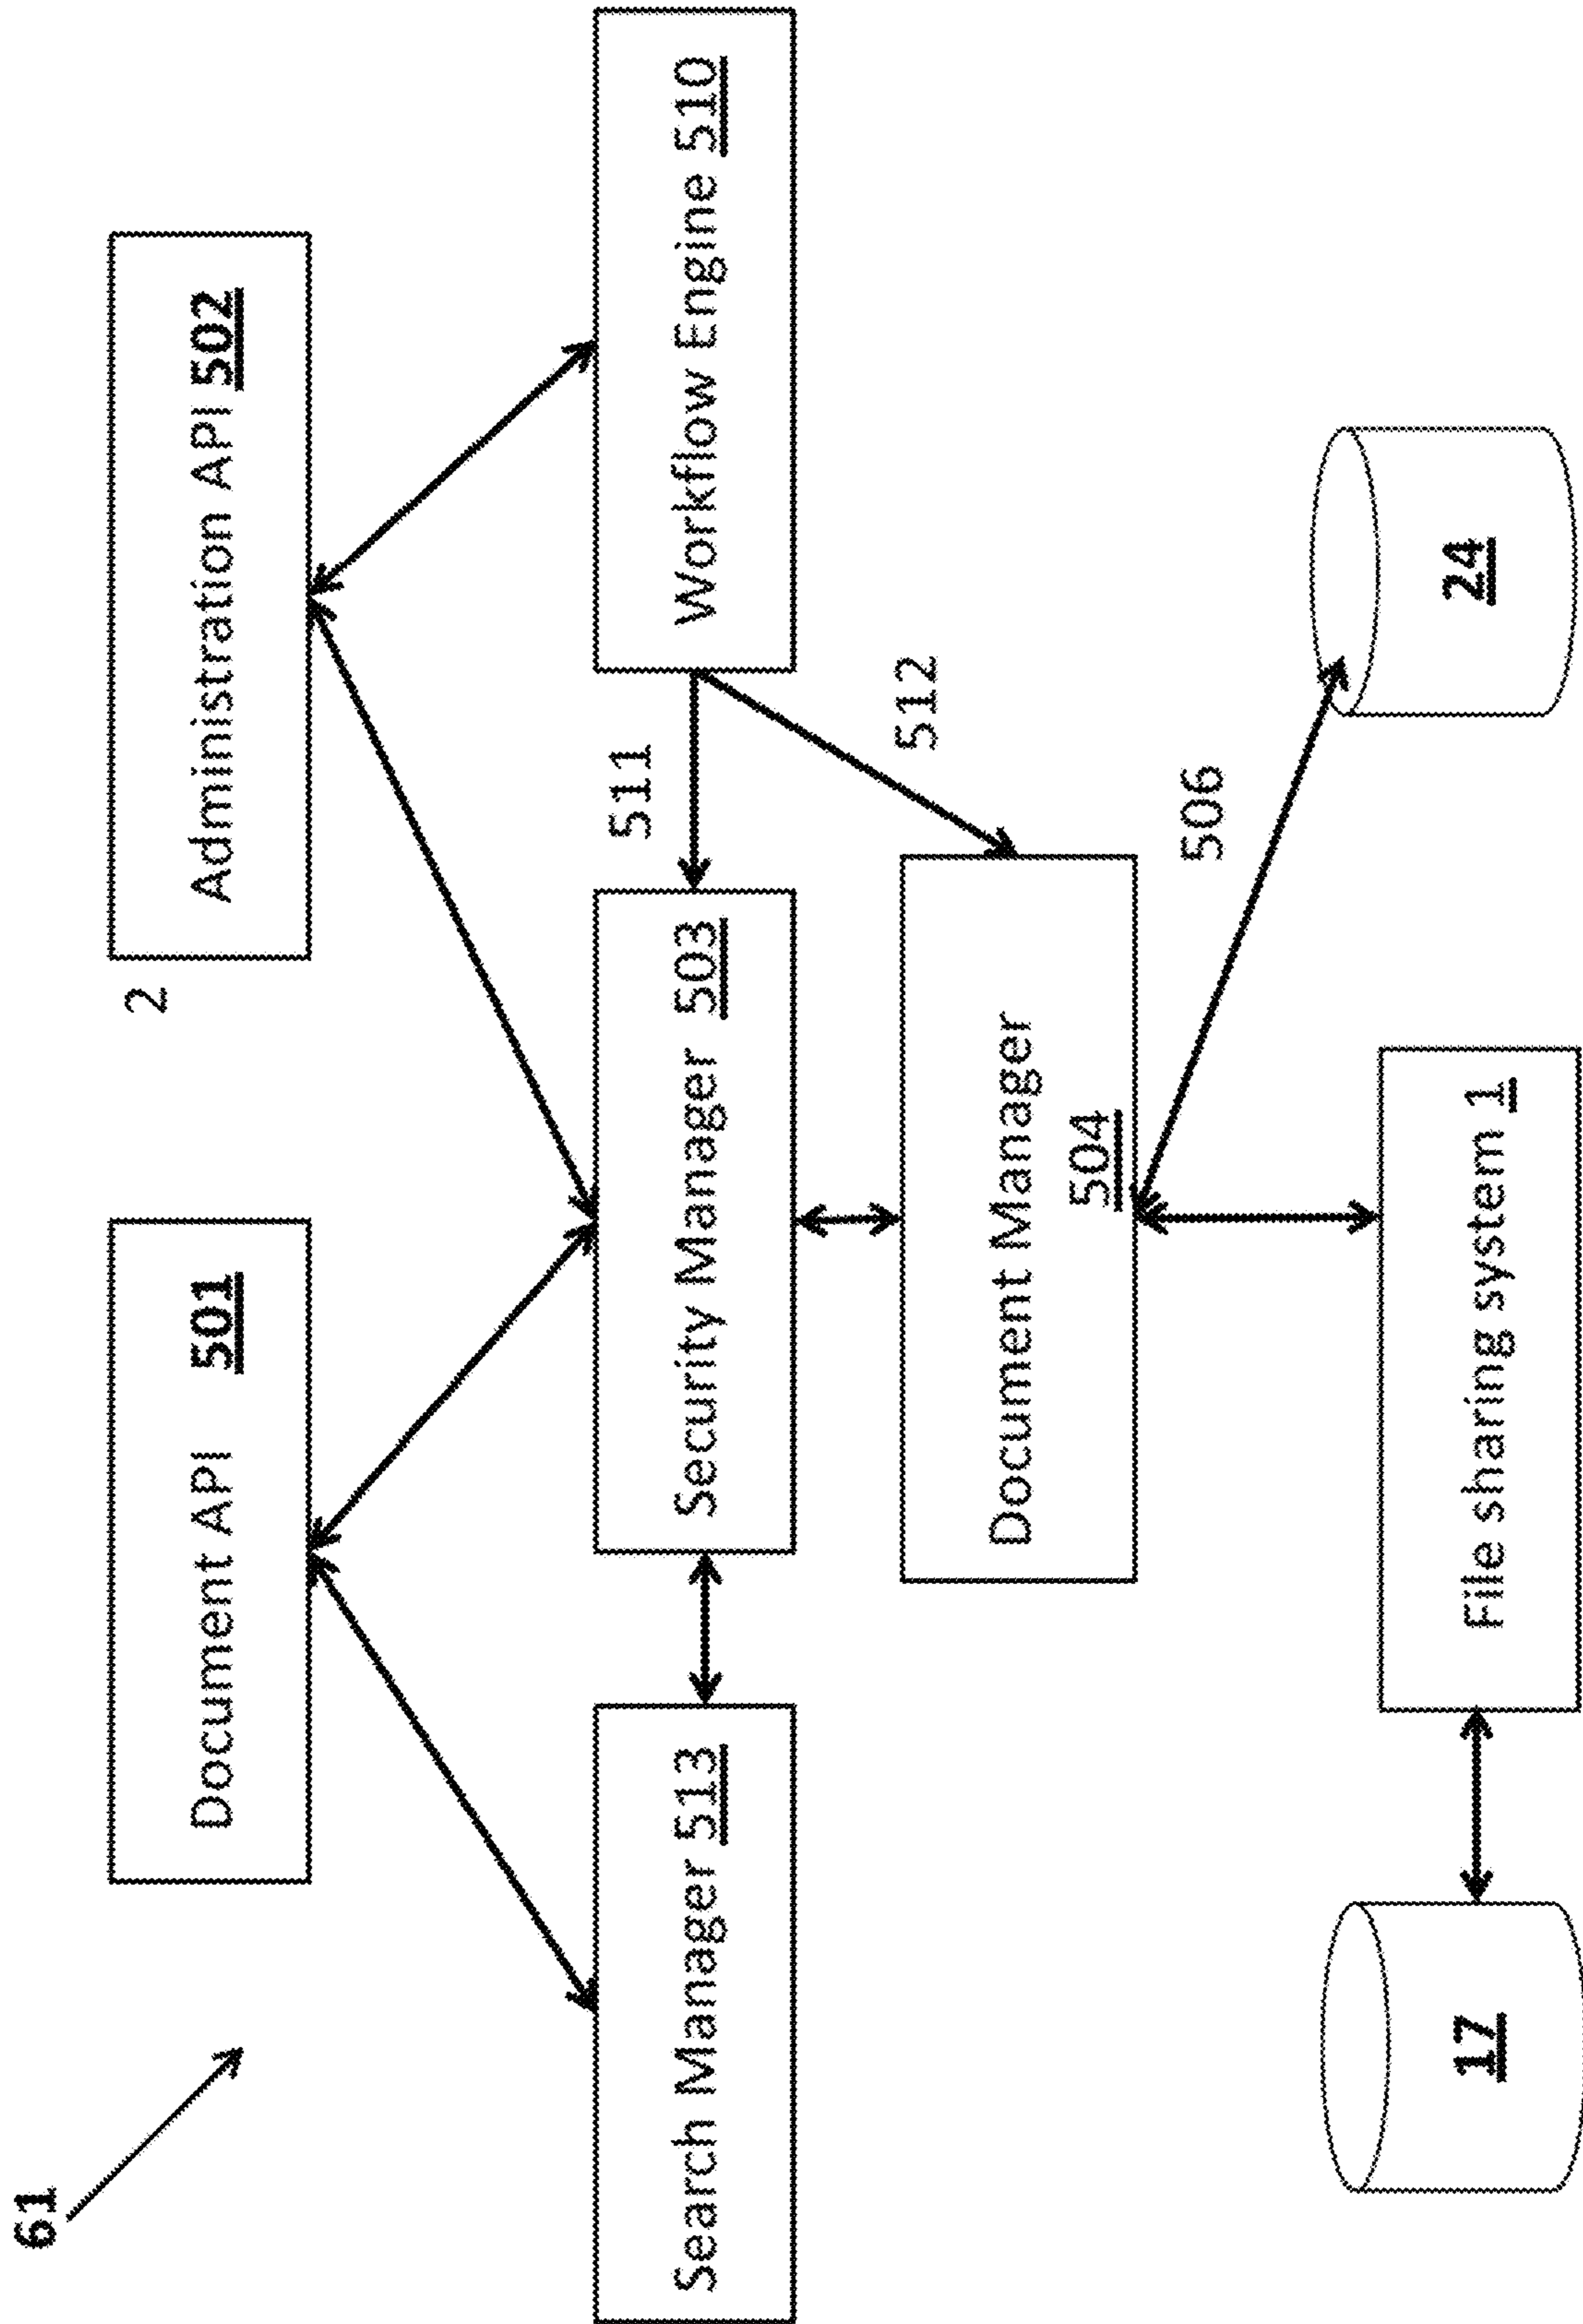 61
Document API 501
2
Administration API 502
Search Manager 513
Security Manager 503
511
Workflow Engine 510
512
Document Manager
504
506
17
File sharing system 1
24